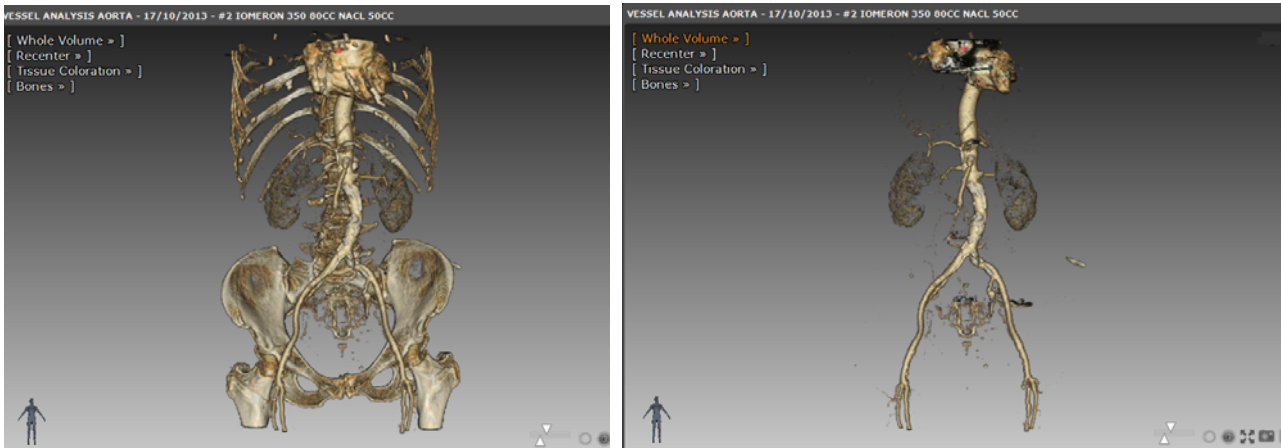 VESSEL ANALYSIS AORTA - 17/10/2013 - #2 IOMERON 350 80CC NACL 50CC
[ Whole Volume » ]
[ Recenter » ]
[ Tissue Coloration » ]
[ Bones » ]
VESSEL ANALYSIS AORTA - 17/10/2013 - #2 IOMERON 350 80CC NACL 50CC
[ Whole Volume » ]
[ Recenter » ]
[ Tissue Coloration » ]
[ Bones » ]